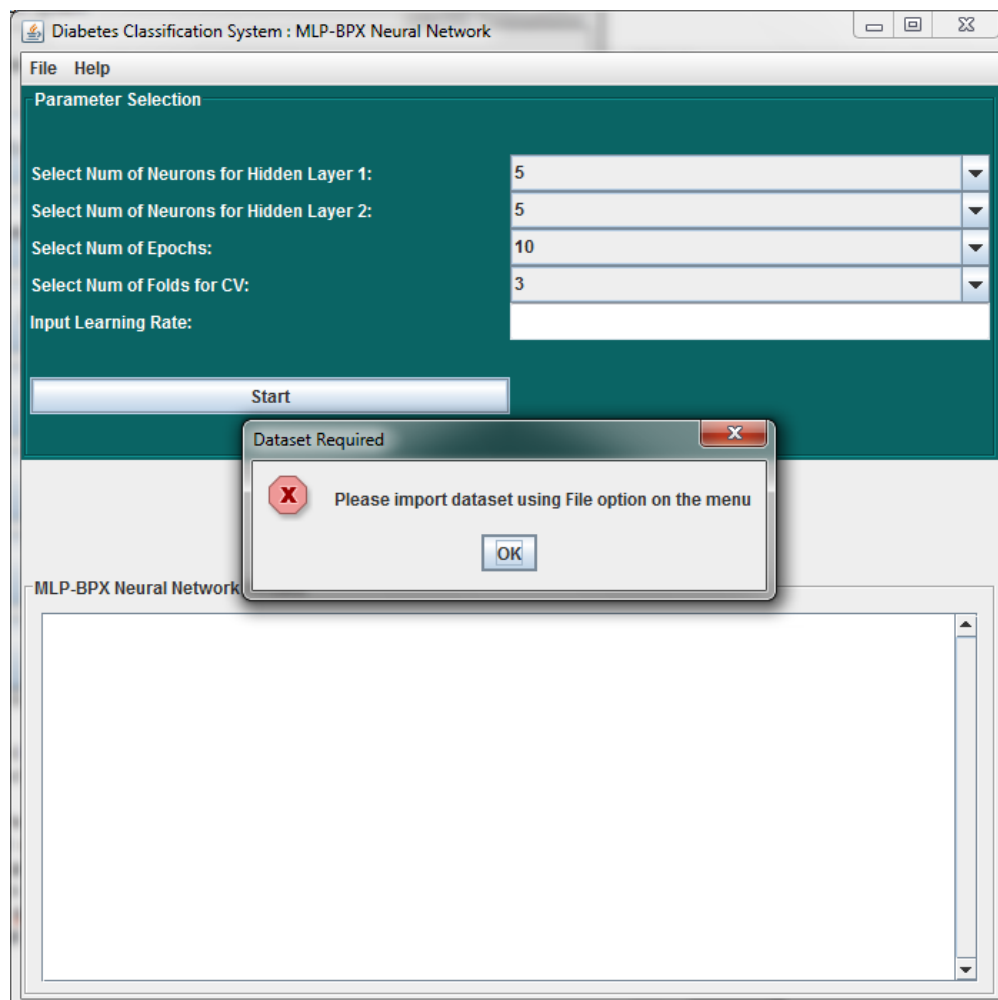 Diabetes Classification System : MLP-BPX Neural Network
File Help
Parameter Selection
Select Num of Neurons for Hidden Layer 1: 5
Select Num of Neurons for Hidden Layer 2: 5
Select Num of Epochs: 10
Select Num of Folds for CV: 3
Input Learning Rate:
Start
Dataset Required
Please import dataset using File option on the menu
OK
MLP-BPX Neural Network